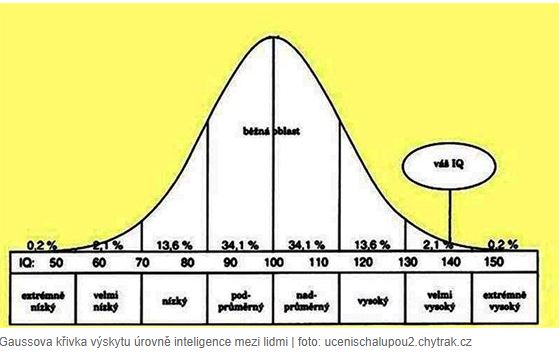 běžná oblast
váš IQ
0,2 % 2,1 % 13,6 % 34,1 % 34,1 % 13,6 % 2,1 % 0,2 %
IQ: 50 60 70 80 90 100 110 120 130 140 150
extrémně nízký
velmi nízký
nízký
pod-průměrný
nad-průměrný
vysoký
velmi vysoký
extrémně vysoký
Gaussova křivka výskytu úrovně inteligence mezi lidmi | foto: ucenischalupou2.chytrak.cz